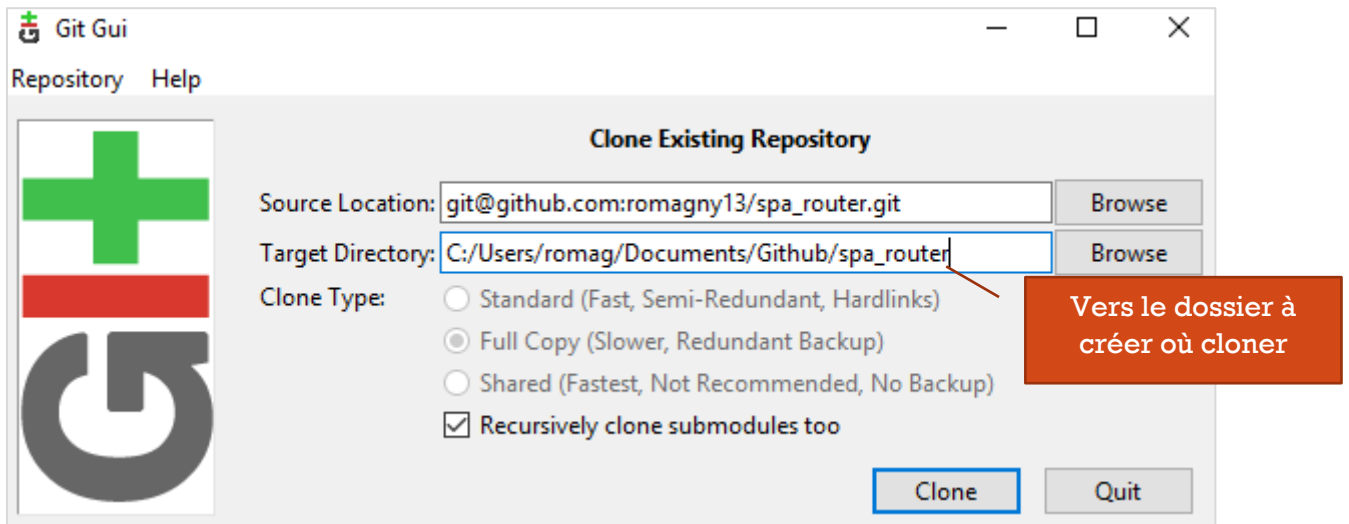 Git Gui
Repository Help
Clone Existing Repository
Source Location: git@github.com:romagny13/spa_router.git Browse
Target Directory: C:/Users/romag/Documents/Github/spa_router Browse
Clone Type: Standard (Fast, Semi-Redundant, Hardlinks)
Full Copy (Slower, Redundant Backup)
Shared (Fastest, Not Recommended, No Backup)
Recursively clone submodules too
Clone Quit
Vers le dossier à
créer où cloner
GIT